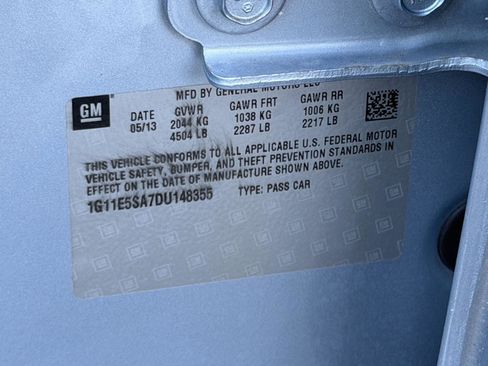 MFD BY GENERAL MOTORS LLC
GM
DATE GVWR GAWR FRT GAWR RR
05/13 2044 KG 1038 KG 1006 KG
4504 LB 2287 LB 2217 LB
THIS VEHICLE CONFORMS TO ALL APPLICABLE U.S. FEDERAL MOTOR
VEHICLE SAFETY, BUMPER, AND THEFT PREVENTION STANDARDS IN
EFFECT ON THE DATE OF MANUFACTURE SHOWN ABOVE.
1G11E5SA7DU148355 TYPE: PASS CAR